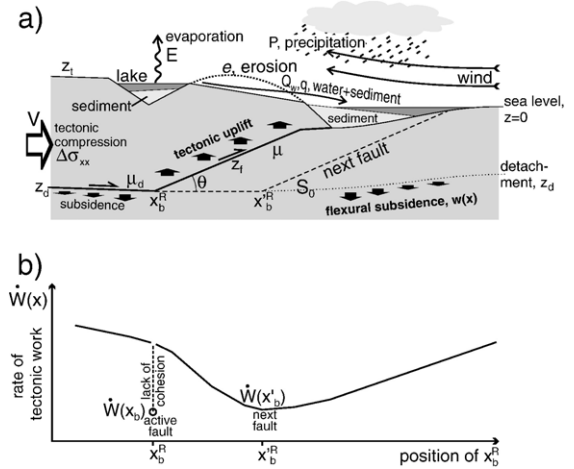 a)
evaporation
E
P, precipitation
z_t
lake
e, erosion
Q_w, q, water+sediment
wind
sediment
sediment
sea level,
z=0
V
tectonic
compression
Δσ_xx
tectonic uplift
z_f
μ
next fault
θ
detach-
ment, z_d
z_d
μ_d
S_0
subsidence
x_b^R
x'_b^R
flexural subsidence, w(x)
b)
Ẇ(x)
rate of
tectonic work
lack of
cohesion
Ẇ(x_b)
active
fault
Ẇ(x'_b)
next
fault
x_b^R
x'_b^R
position of x_b^R